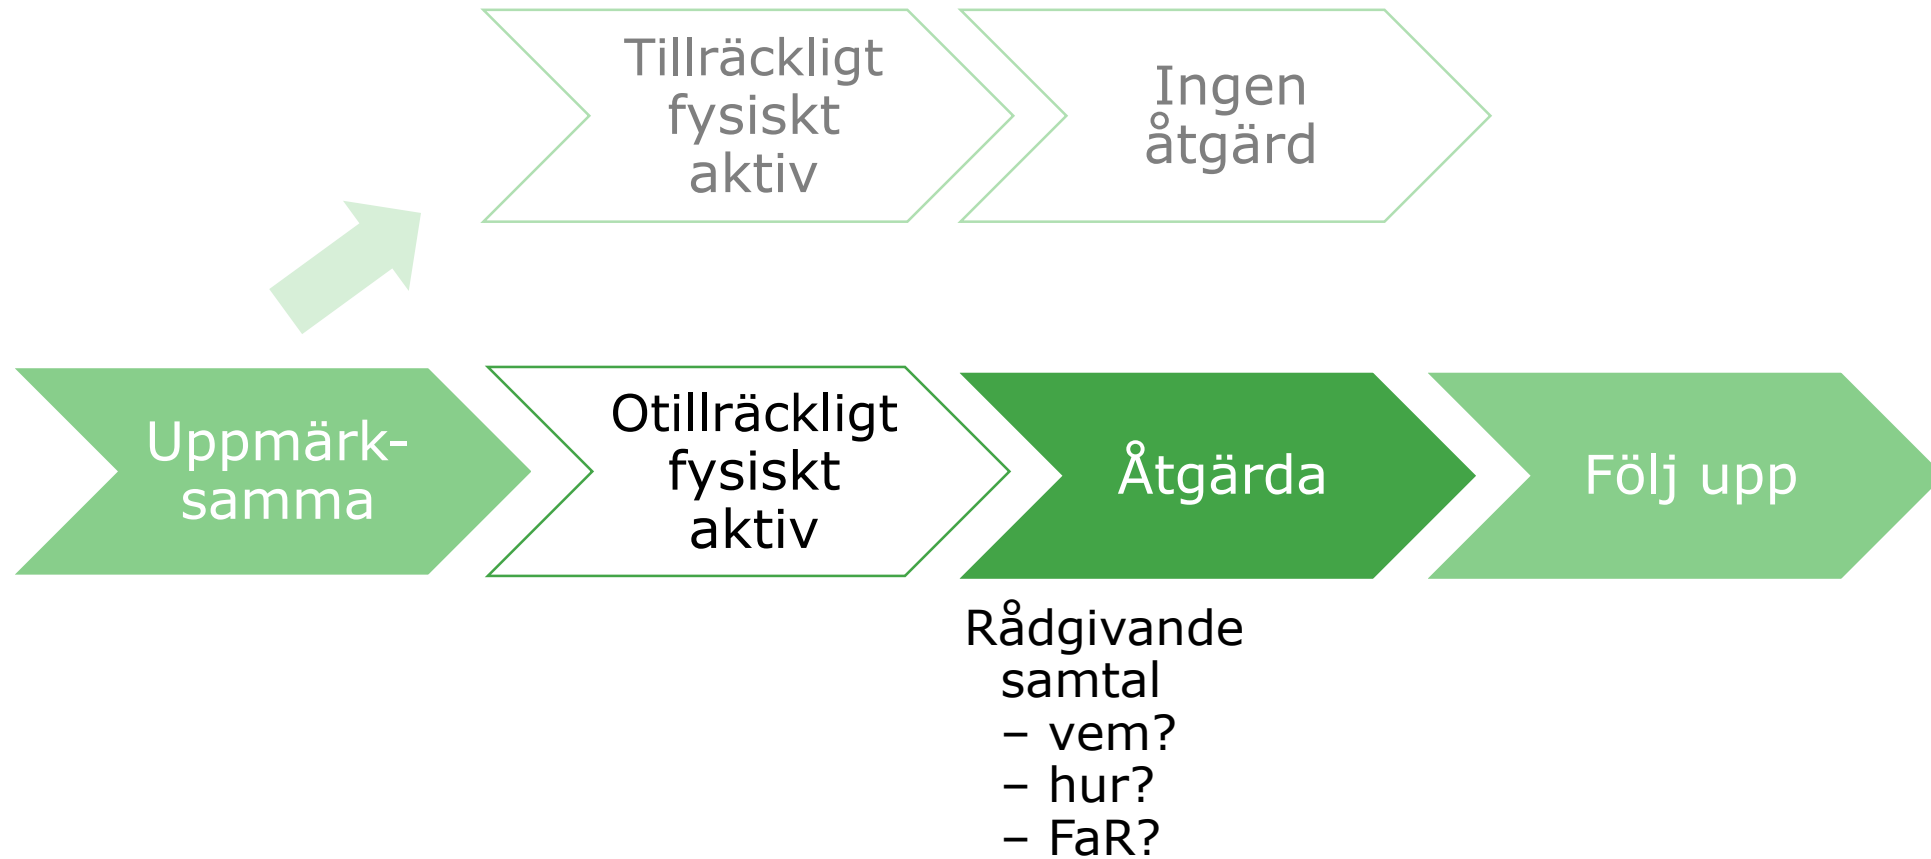 Tillräckligt
fysiskt
aktiv
Ingen
åtgärd
Uppmärk-
samma
Otillräckligt
fysiskt
aktiv
Åtgärda
Följ upp
Rådgivande
samtal
– vem?
– hur?
– FaR?